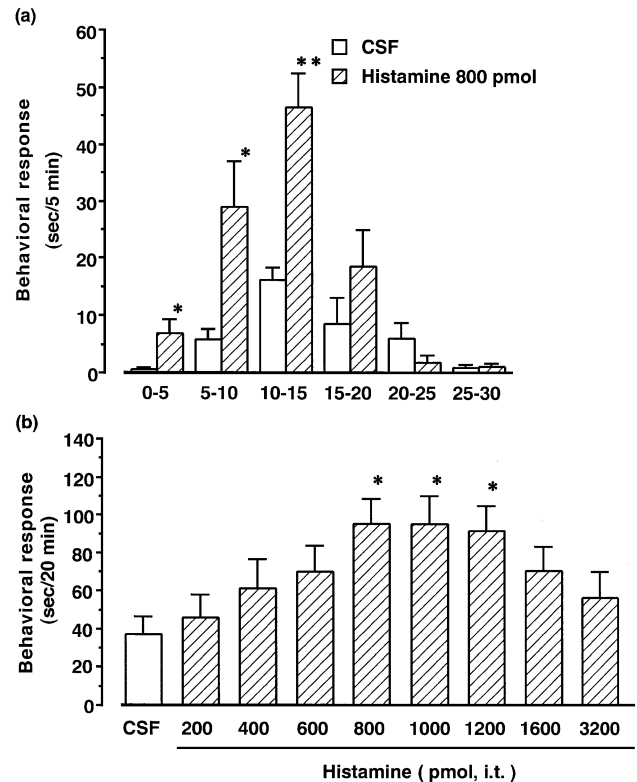 (a)
60
50
40
30
20
10
0
Behavioral response
(sec/5 min)
CSF
Histamine 800 pmol
*
*
**
0-5 5-10 10-15 15-20 20-25 25-30
(b)
140
120
100
80
60
40
20
0
Behavioral response
(sec/20 min)
* * *
CSF 200 400 600 800 1000 1200 1600 3200
Histamine ( pmol, i.t. )